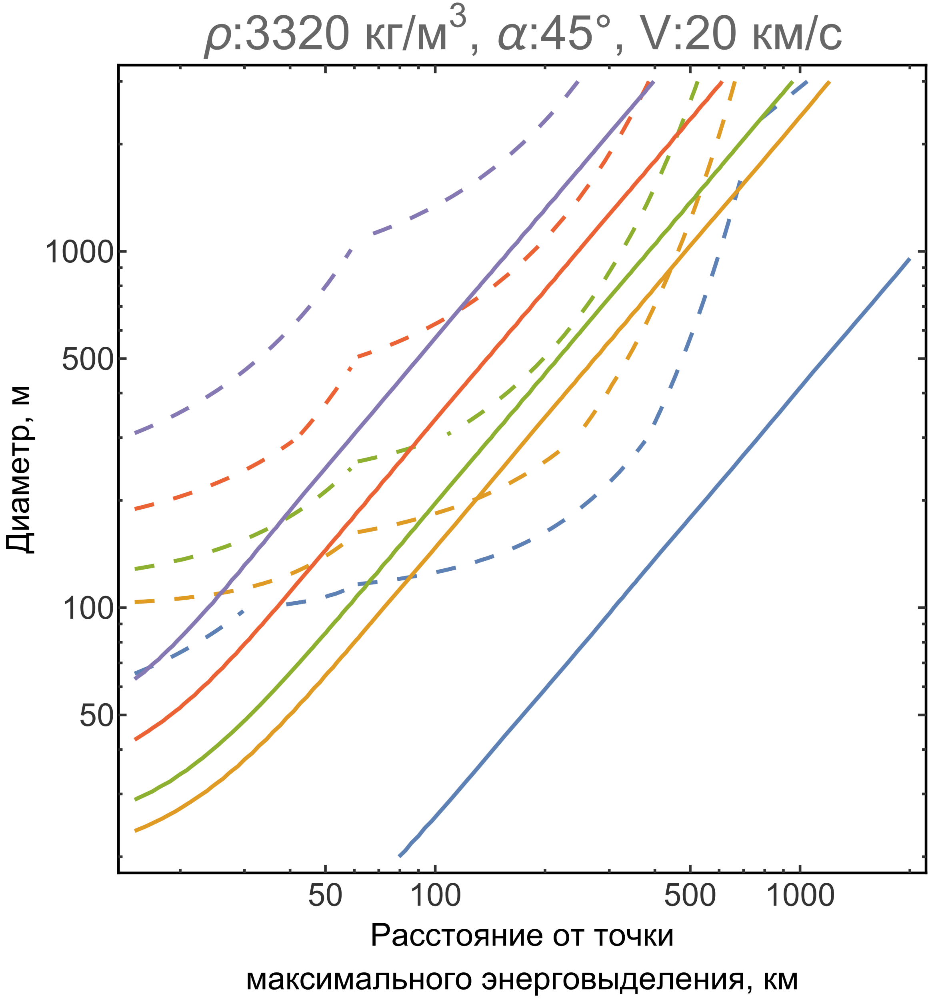 ρ:3320 кг/м³ , α:45° , V:20 км/с
1000
500
100
50
Диаметр, м
50 100 500 1000
Расстояние от точки
максимального энерговыделения, км